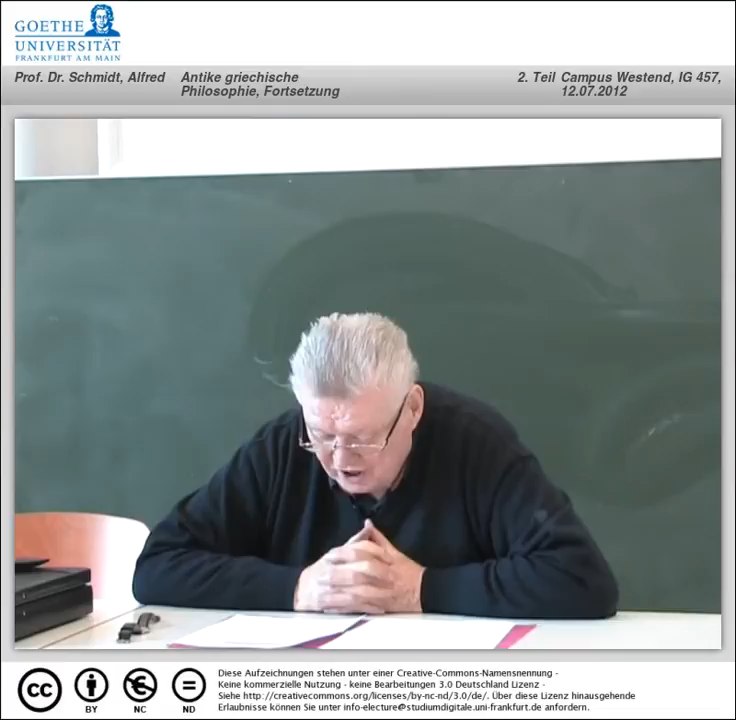 GOETHE
UNIVERSITÄT
FRANKFURT AM MAIN
Prof. Dr. Schmidt, Alfred Antike griechische 2. Teil Campus Westend, IG 457,
Philosophie, Fortsetzung 12.07.2012
cc BY NC ND
Diese Aufzeichnungen stehen unter einer Creative-Commons-Namensnennung -
Keine kommerzielle Nutzung - keine Bearbeitungen 3.0 Deutschland Lizenz -
Siehe http://creativecommons.org/licenses/by-nc-nd/3.0/de/. Über diese Lizenz hinausgehende
Erlaubnisse können Sie unter info-electure@studiumdigitale.uni-frankfurt.de anfordern.